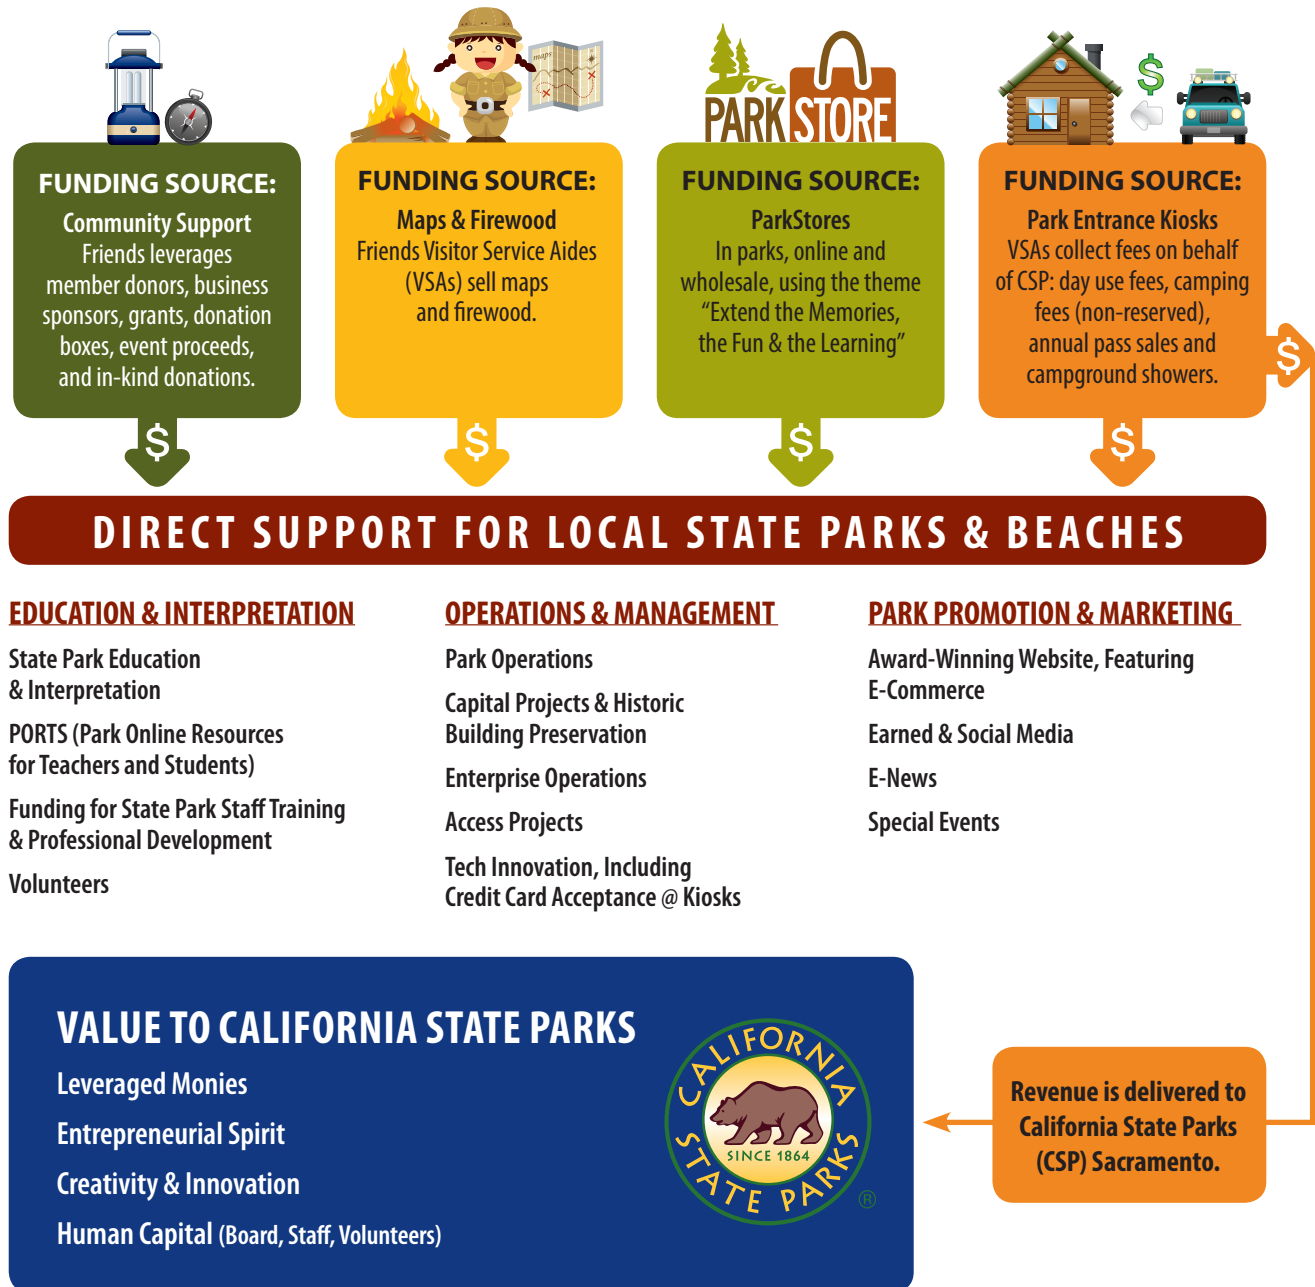 maps
PARK STORE
$
FUNDING SOURCE:
Community Support
Friends leverages
member donors, business
sponsors, grants, donation
boxes, event proceeds,
and in-kind donations.
$
FUNDING SOURCE:
Maps & Firewood
Friends Visitor Service Aides
(VSAs) sell maps
and firewood.
$
FUNDING SOURCE:
ParkStores
In parks, online and
wholesale, using the theme
“Extend the Memories,
the Fun & the Learning”
$
FUNDING SOURCE:
Park Entrance Kiosks
VSAs collect fees on behalf
of CSP: day use fees, camping
fees (non-reserved),
annual pass sales and
campground showers.
$
$
DIRECT SUPPORT FOR LOCAL STATE PARKS & BEACHES
EDUCATION & INTERPRETATION
State Park Education
& Interpretation
PORTS (Park Online Resources
for Teachers and Students)
Funding for State Park Staff Training
& Professional Development
Volunteers
OPERATIONS & MANAGEMENT
Park Operations
Capital Projects & Historic
Building Preservation
Enterprise Operations
Access Projects
Tech Innovation, Including
Credit Card Acceptance @ Kiosks
PARK PROMOTION & MARKETING
Award-Winning Website, Featuring
E-Commerce
Earned & Social Media
E-News
Special Events
VALUE TO CALIFORNIA STATE PARKS
Leveraged Monies
Entrepreneurial Spirit
Creativity & Innovation
Human Capital (Board, Staff, Volunteers)
CALIFORNIA
SINCE 1864
STATE PARKS
®
Revenue is delivered to
California State Parks
(CSP) Sacramento.